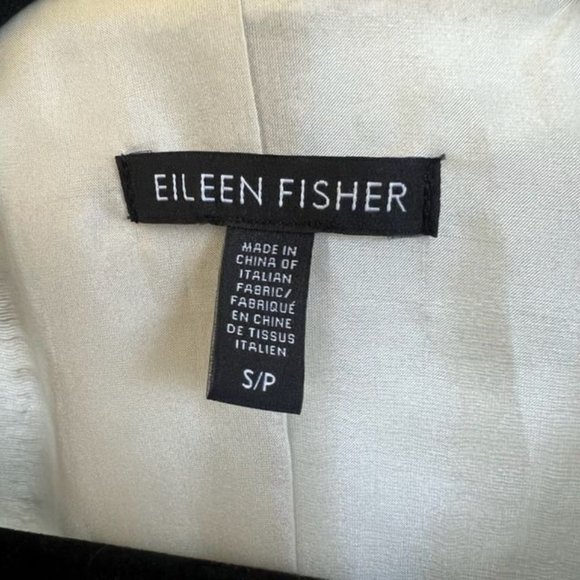 EILEEN FISHER
MADE IN
CHINA OF
ITALIAN
FABRIC/
FABRIQUÉ
EN CHINE
DE TISSUS
ITALIEN
S/P